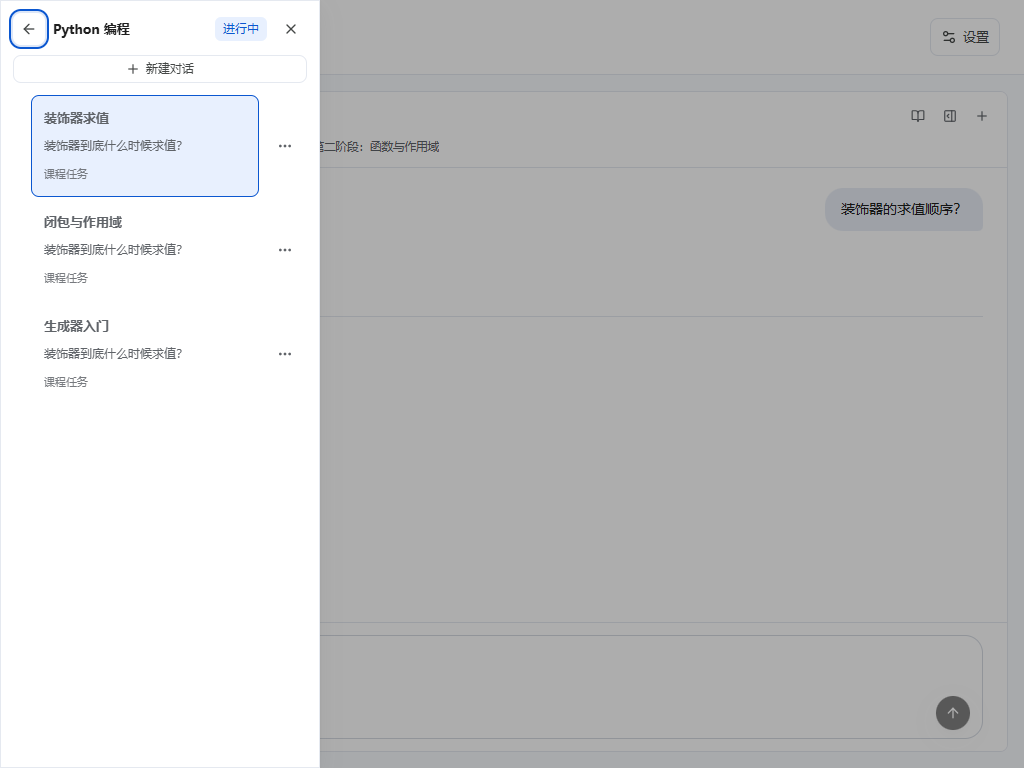 Python 编程
进行中
新建对话
装饰器求值
装饰器到底什么时候求值?
课程任务
闭包与作用域
装饰器到底什么时候求值?
课程任务
生成器入门
装饰器到底什么时候求值?
课程任务
设置
二阶段：函数与作用域
装饰器的求值顺序?